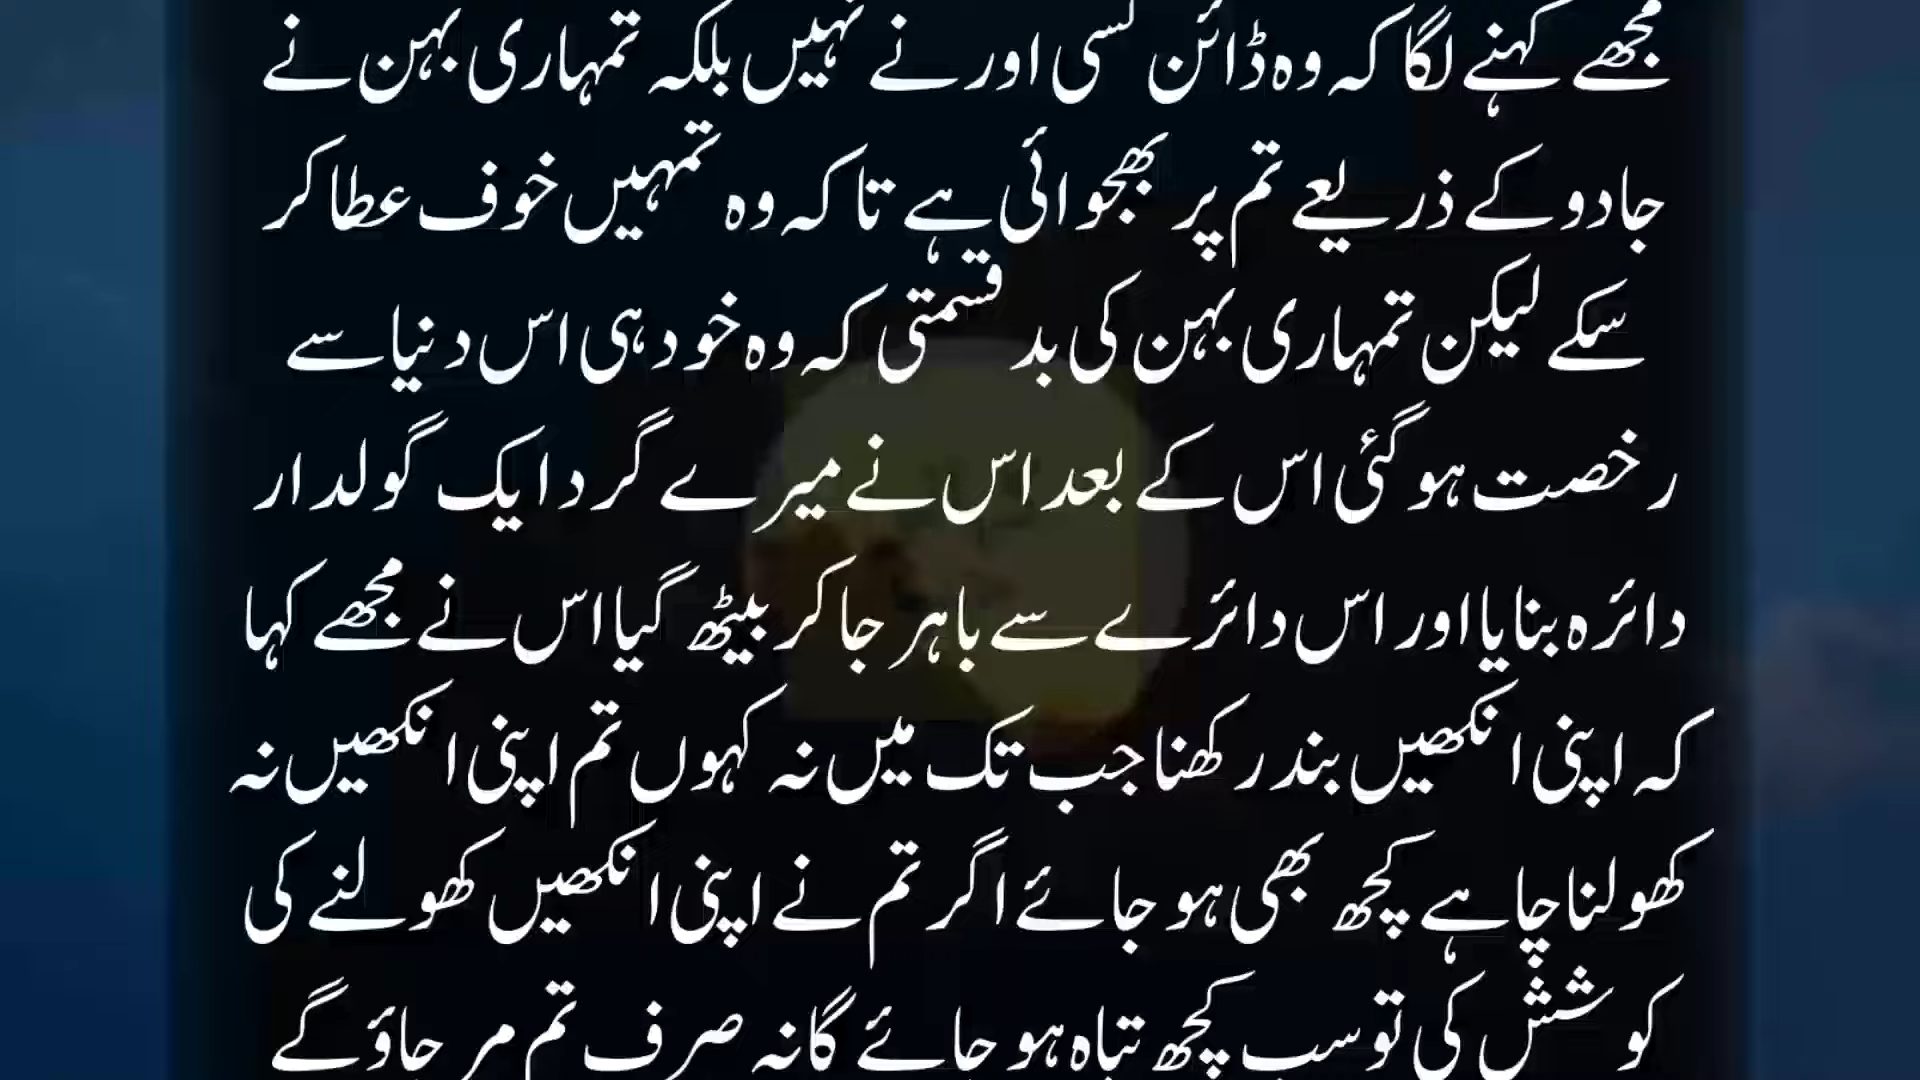 مجھے کہنے لگا کہ وہ ڈائن کسی اور نے نہیں بلکہ تمہاری بہن نے
جادو کے ذریعے تم پر بھجوائی ہے تاکہ وہ تمہیں خوف عطا کر
سکے لیکن تمہاری بہن کی بد قسمتی کہ وہ خود ہی اس دنیا سے
رخصت ہو گئی اس کے بعد اس نے میرے گرد ایک گولدار
دائرہ بنایا اور اس دائرے سے باہر جا کر بیٹھ گیا اس نے مجھے کہا
کہ اپنی انکھیں بند رکھنا جب تک میں نہ کہوں تم اپنی انکھیں نہ
کھولنا چاہے کچھ بھی ہو جائے اگر تم نے اپنی انکھیں کھولنے کی
کوشش کی تو سب کچھ تباہ ہو جائے گا نہ صرف تم مر جاؤ گے